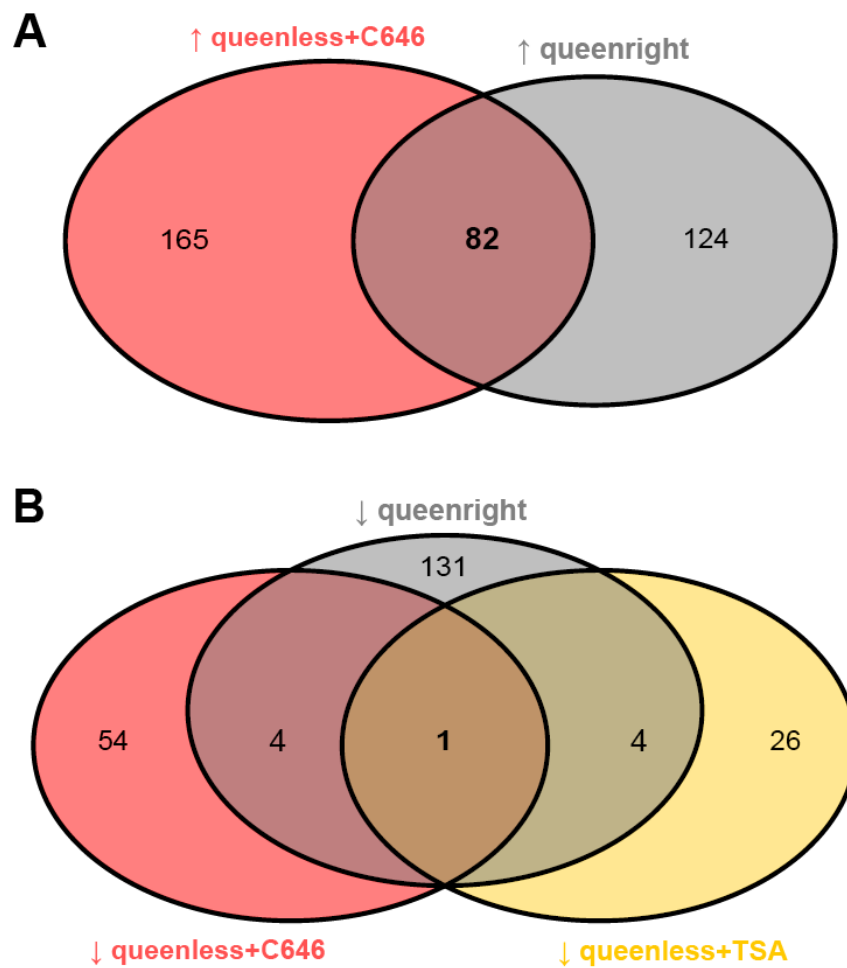 A
↑ queenless+C646
↑ queenright
165
82
124
B
↓ queenright
131
54
4
1
4
26
↓ queenless+C646
↓ queenless+TSA